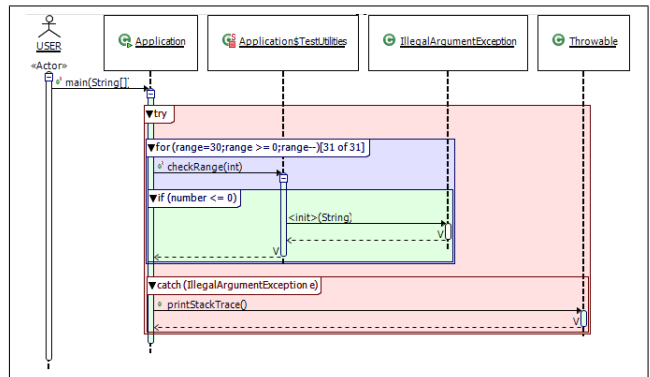 USER
Application
Application$TestUtilities
IllegalArgumentException
Throwable
«Actor»
main(String[])
try
for (range=30;range >= 0;range--)[31 of 31]
checkRange(int)
if (number <= 0)
<init>(String)
V
V
catch (IllegalArgumentException e)
printStackTrace()
V